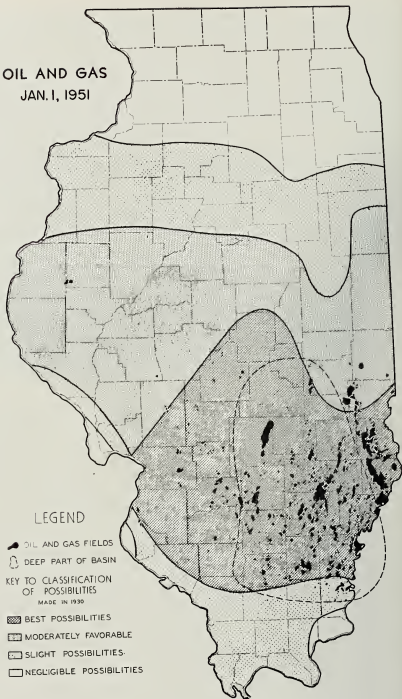 OIL AND GAS
JAN. 1, 1951
LEGEND
OIL AND GAS FIELDS
DEEP PART OF BASIN
KEY TO CLASSIFICATION
OF POSSIBILITIES
MADE IN 1930
BEST POSSIBILITIES
MODERATELY FAVORABLE
SLIGHT POSSIBILITIES
NEGLIGIBLE POSSIBILITIES